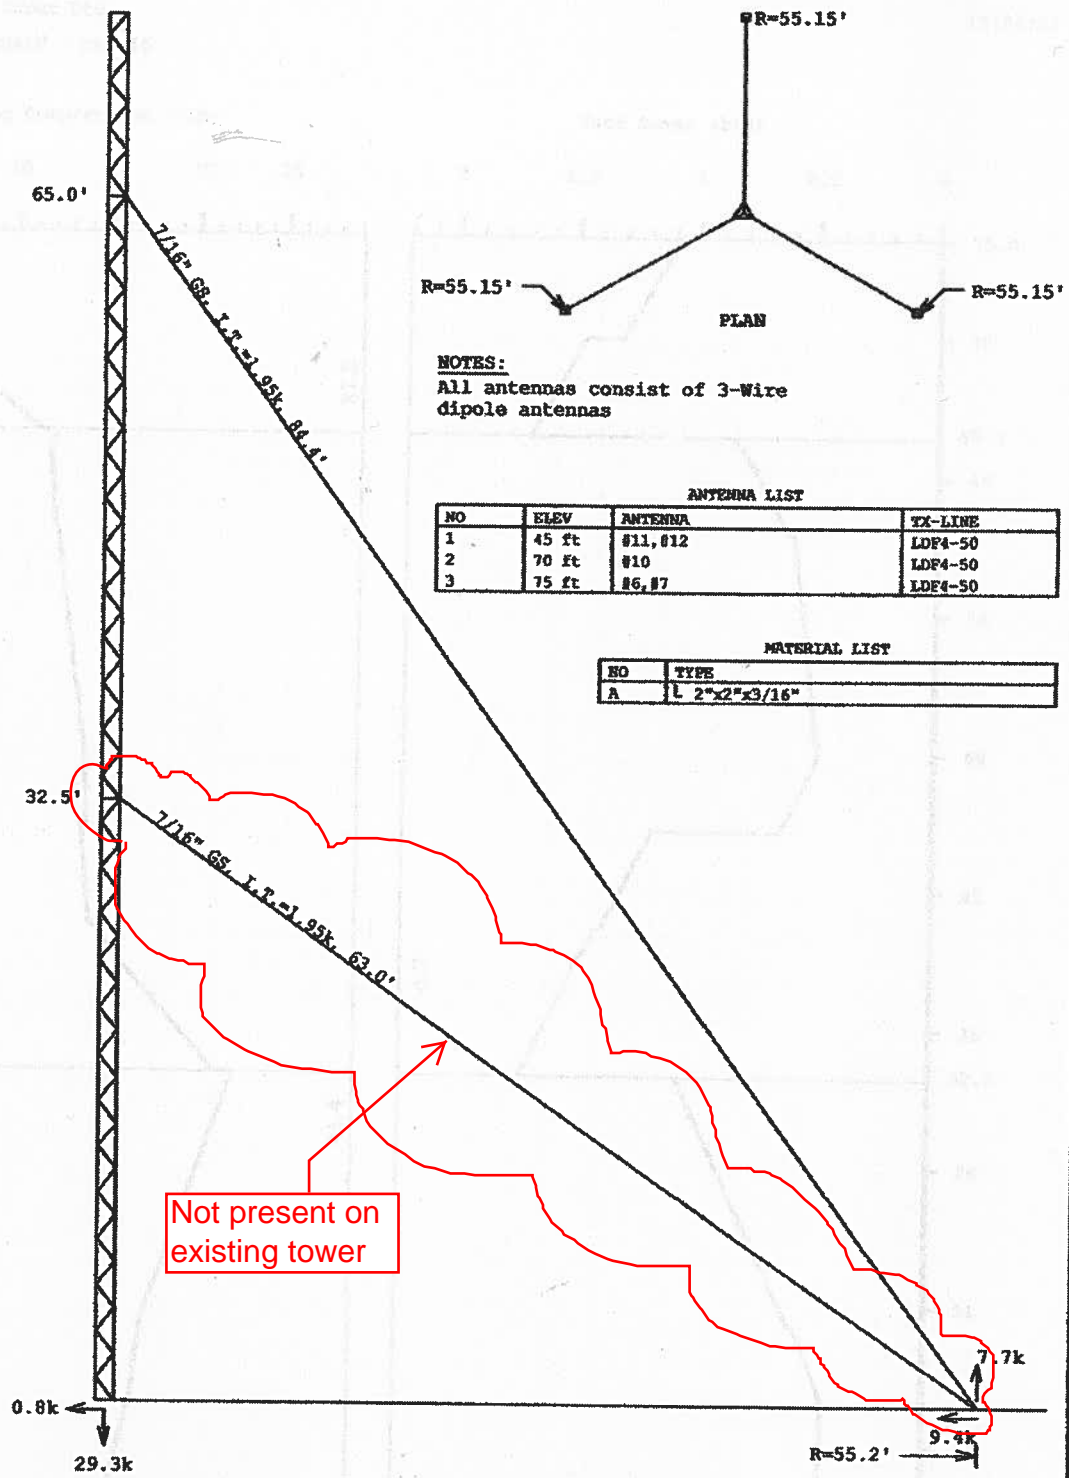 R=55.15'
65.0'
7/16" GS, I.T.=1.95k, 84.4'
R=55.15'
R=55.15'
PLAN
NOTES:
All antennas consist of 3-Wire
dipole antennas
ANTENNA LIST
NO ELEV ANTENNA TX-LINE
1 45 ft #11,#12 LDF4-50
2 70 ft #10 LDF4-50
3 75 ft #6,#7 LDF4-50
MATERIAL LIST
NO TYPE
A L 2"x2"x3/16"
32.5'
7/16" GS, I.T.=1.95k, 63.0'
Not present on
existing tower
7.7k
0.8k
9.4k
R=55.2'
29.3k